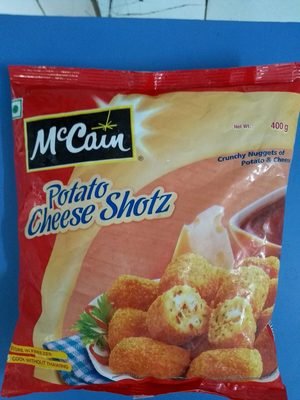 McCain
Net Wt. 400g
Crunchy Nuggets of
Potato & Cheese
Potato
Cheese Shotz
STORE IN FREEZER
COOK WITHOUT THAWING